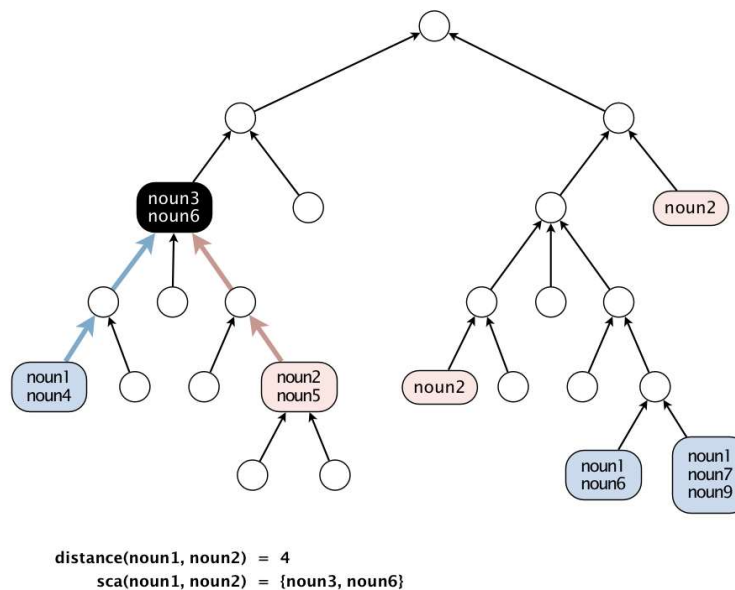 noun3
noun6
noun2
noun1
noun4
noun2
noun5
noun2
noun1
noun6
noun1
noun7
noun9
distance(noun1, noun2) = 4
sca(noun1, noun2) = {noun3, noun6}